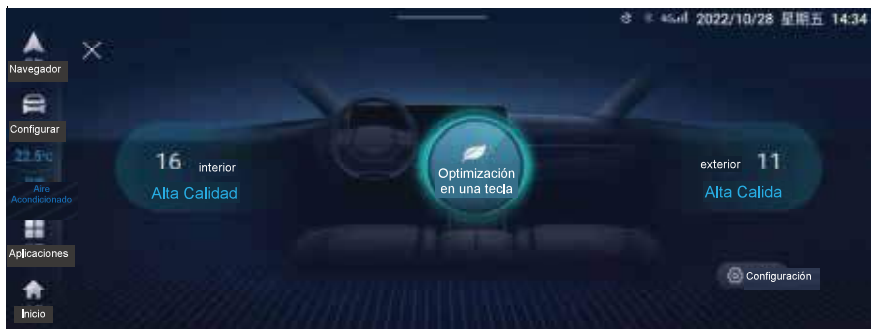 4G 2022/10/28 星期五 14:34
Navegador
Configurar
22.5°C
Aire
Acondicionado
Aplicaciones
Inicio
16 interior
Alta Calidad
Optimización
en una tecla
exterior 11
Alta Calida
Configuración